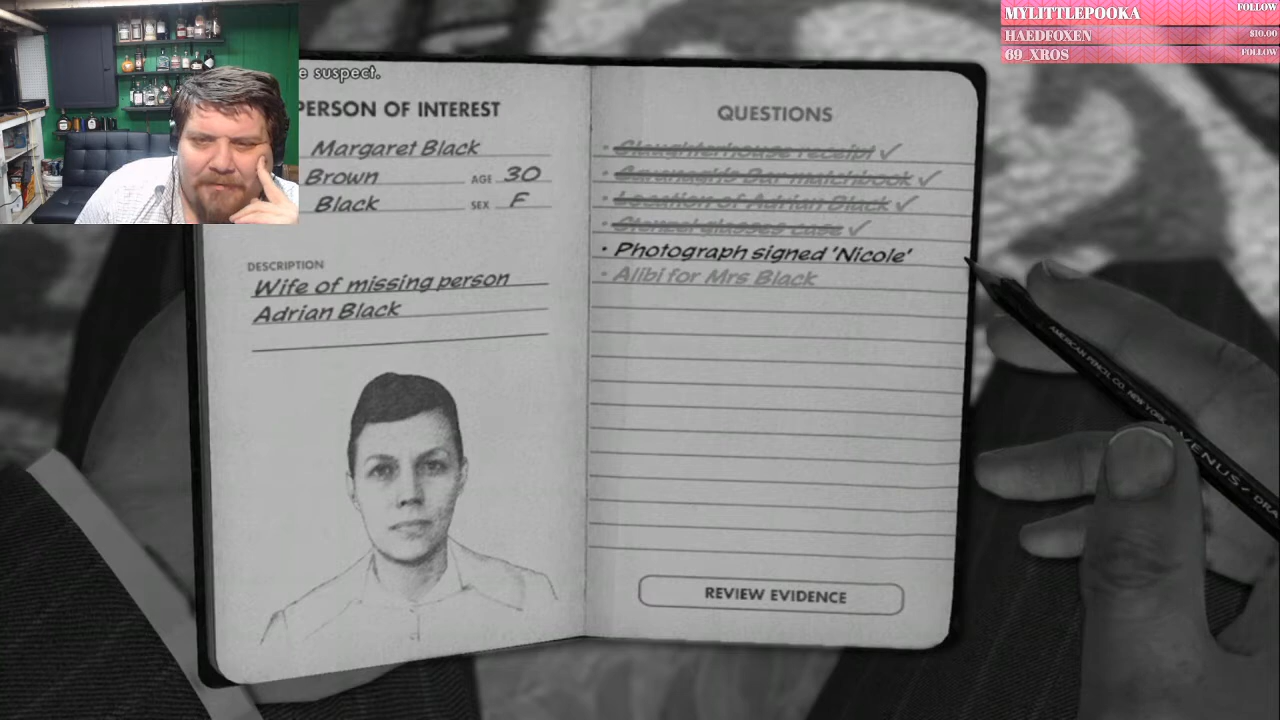 MYLITTLEPOOKA FOLLOW
HAEDFOXEN $10.00
69_XROS FOLLOW
e suspect.
PERSON OF INTEREST
Margaret Black
Brown AGE 30
Black SEX F
DESCRIPTION
Wife of missing person
Adrian Black
QUESTIONS
• Slaughterhouse receipt ✓
• Cavanagh's Bar matchbook ✓
• Location of Adrian Black ✓
• Stenzel glasses case ✓
• Photograph signed 'Nicole'
• Alibi for Mrs Black
REVIEW EVIDENCE
AMERICAN PENCIL CO. NEW YORK
VENUS